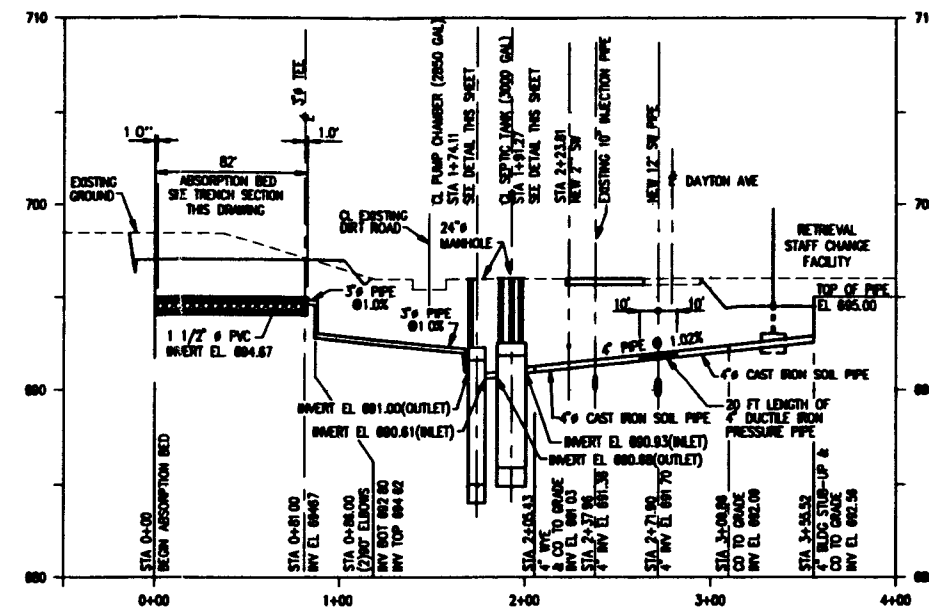 710
71
700
70
690
69
680
68
0+00
1+00
2+00
3+00
4+00
1 0"
1.0'
82'
ABSORPTION BED
SEE TRENCH SECTION
THIS DRAWING
EXISTING
GROUND
3"ø TEE
3"ø PIPE
@1.0%
1 1/2" ø PVC
INVERT EL. 694.67
CL EXISTING
DIRT ROAD
3"ø PIPE
@1 0%
24"ø
MANHOLE
CL PUMP CHAMBER (2850 GAL)
STA 1+74.11
SEE DETAIL THIS SHEET
CL SEPTIC TANK (3000 GAL)
STA 1+91.27
SEE DETAIL THIS SHEET
STA 2+23.81
NEW 2" SW
EXISTING 10" INJECTION PIPE
NEW 12" SW PIPE
DAYTON AVE
RETRIEVAL
STAFF CHANGE
FACILITY
TOP OF PIPE
EL 695.00
10'
10'
4" PIPE
1.02%
4"ø CAST IRON SOIL PIPE
20 FT LENGTH OF
4" DUCTILE IRON
PRESSURE PIPE
4"ø CAST IRON SOIL PIPE
INVERT EL 691.00(OUTLET)
INVERT EL 690.61(INLET)
INVERT EL 690.93(INLET)
INVERT EL 690.68(OUTLET)
STA 0+00
BEGIN ABSORPTION BED
STA 0+81.00
INV EL 69467
STA 0+86.00
(2)90° ELBOWS
INV BOT 692 80
INV TOP 694 62
STA 2+05.43
4" WYE
& CO TO GRADE
INV EL 691 03
STA 2+37.96
4" INV EL 691.36
STA 2+71.90
4" INV EL 691 70
STA 3+09.86
CO TO GRADE
INV EL 692.09
STA 3+55.52
4" BLDG STUB-UP &
CO TO GRADE
INV EL 692.56